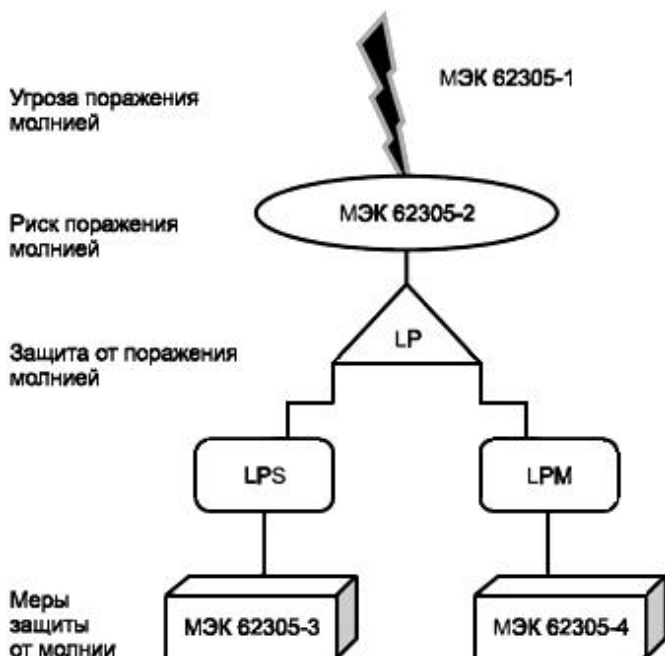 МЭК 62305-1
Угроза поражения
молнией
МЭК 62305-2
Риск поражения
молнией
LP
Защита от поражения
молнией
LPS
LPM
Меры
защиты
от молнии
МЭК 62305-3
МЭК 62305-4